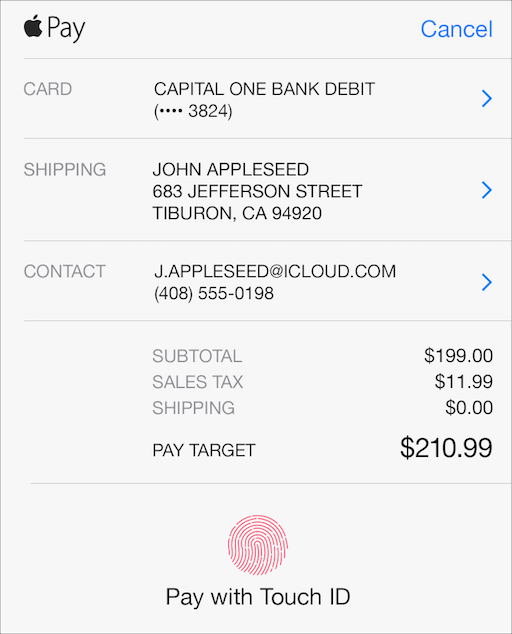 Pay
Cancel
CARD
CAPITAL ONE BANK DEBIT
(•••• 3824)
SHIPPING
JOHN APPLESEED
683 JEFFERSON STREET
TIBURON, CA 94920
CONTACT
J.APPLESEED@ICLOUD.COM
(408) 555-0198
SUBTOTAL $199.00
SALES TAX $11.99
SHIPPING $0.00
PAY TARGET $210.99
Pay with Touch ID